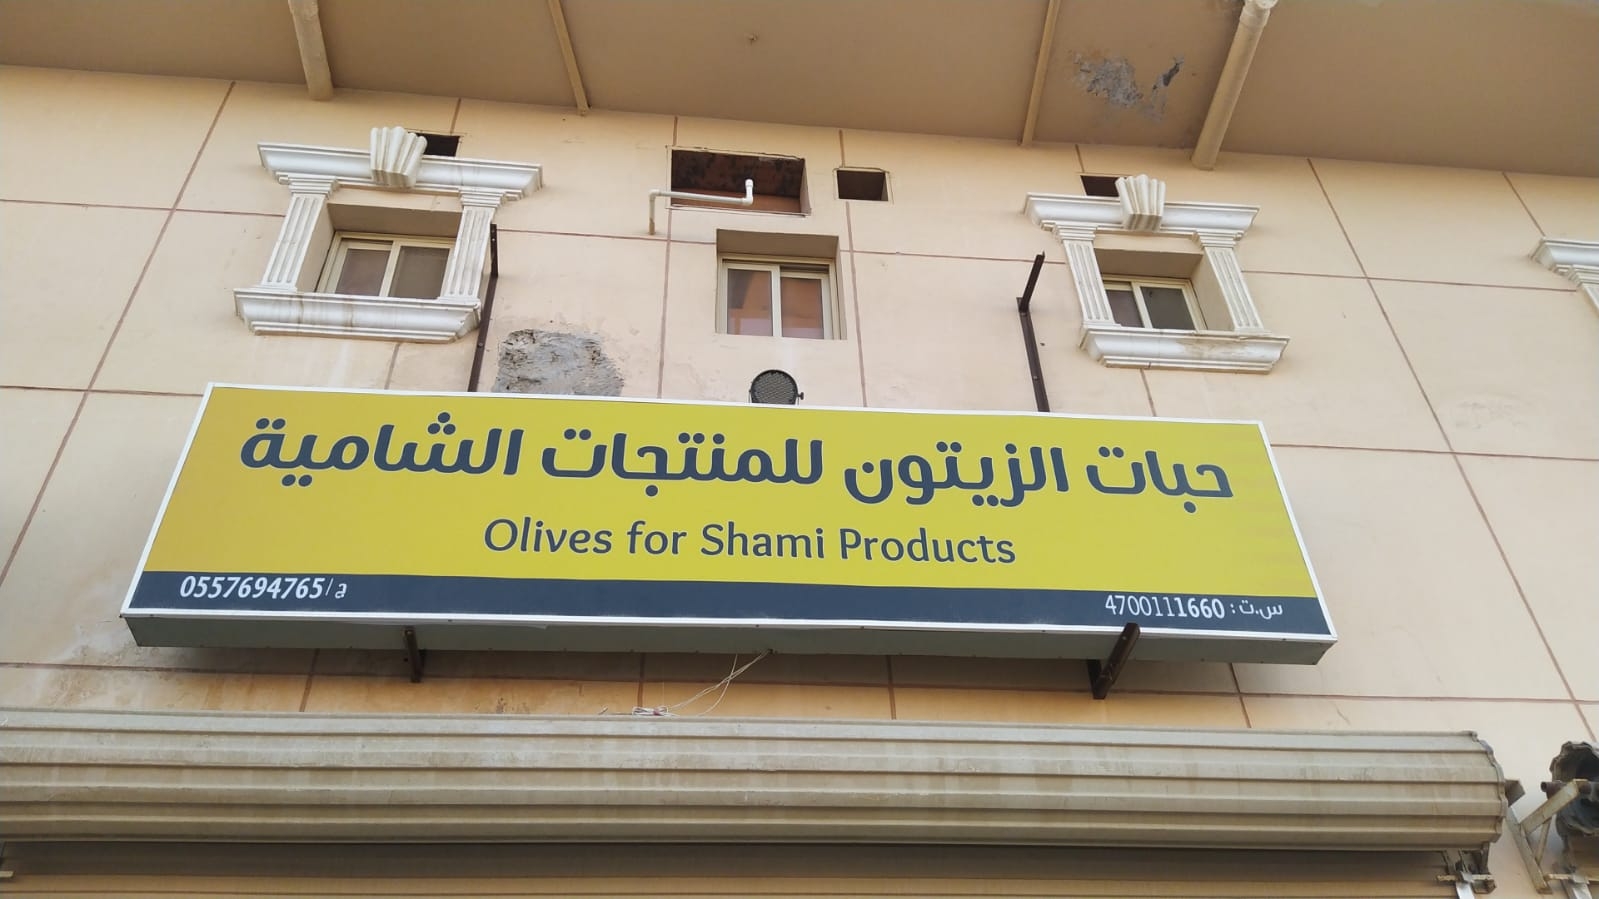 حبات الزيتون للمنتجات الشامية
Olives for Shami Products
س.ت : 4700111660
ج/ 0557694765